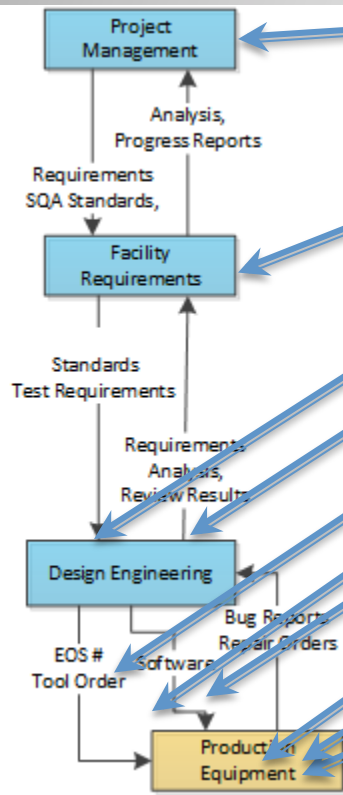 Project
Management
Analysis,
Progress Reports
Requirements
SQA Standards,
Facility
Requirements
Standards
Test Requirements
Requirements
Analysis,
Review Results
Design Engineering
Bug Reports
Repair Orders
EOS #
Tool Order
Software
Production
Equipment